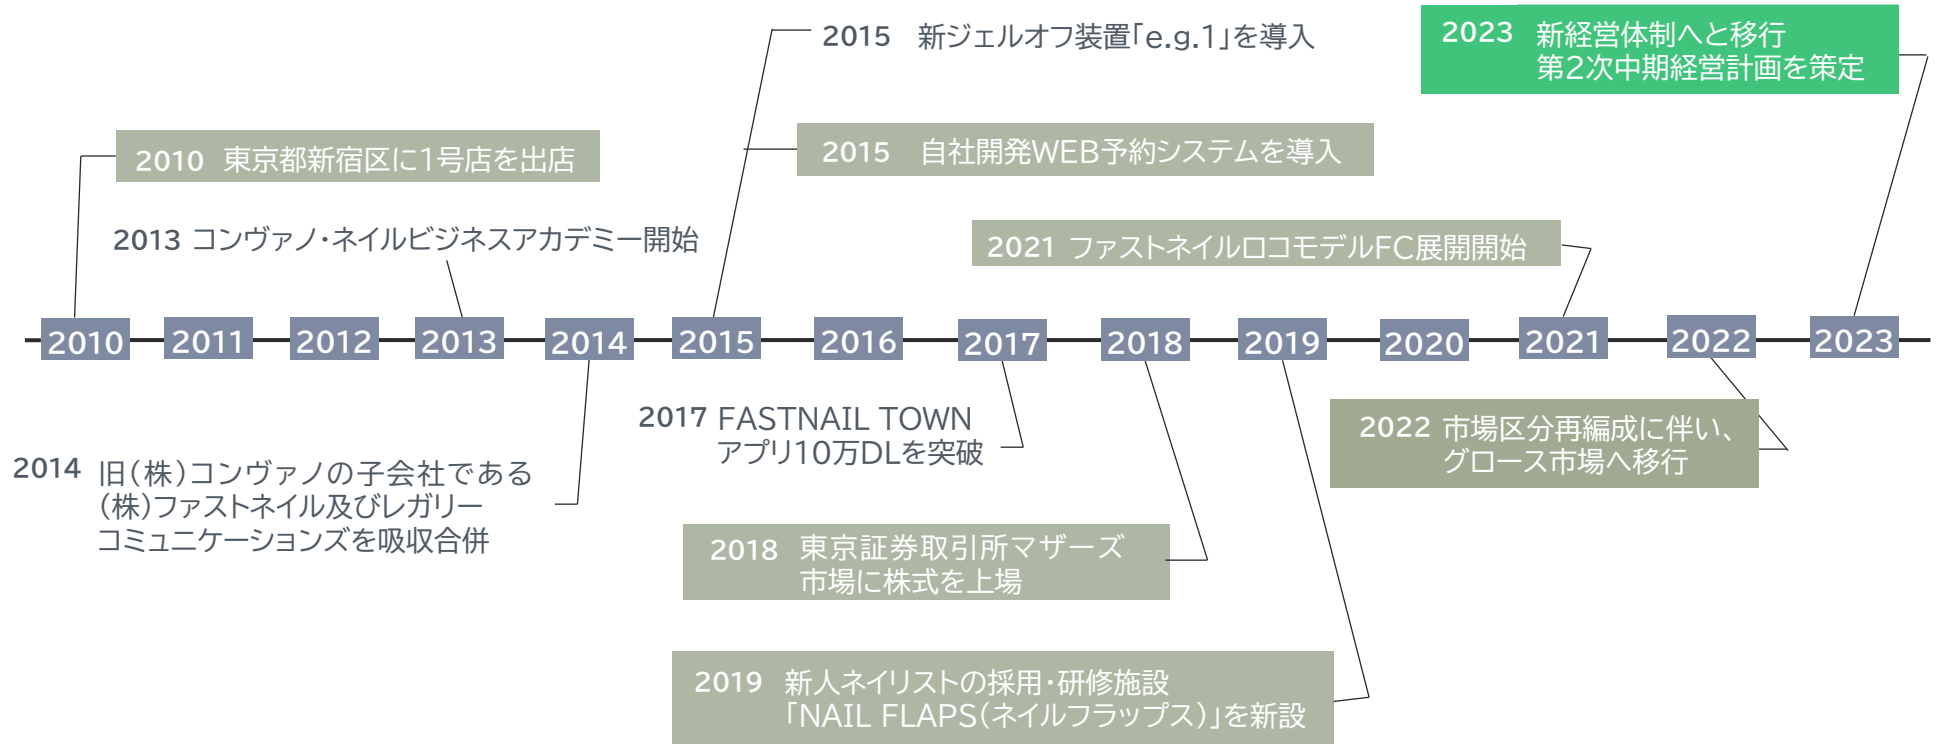 2015 新ジェルオフ装置「e.g.1」を導入
2023 新経営体制へと移行
第2次中期経営計画を策定
2010 東京都新宿区に1号店を出店
2015 自社開発WEB予約システムを導入
2013 コンヴァノ・ネイルビジネスアカデミー開始
2021 ファストネイルロコモデルFC展開開始
2010 2011 2012 2013 2014 2015 2016 2017 2018 2019 2020 2021 2022 2023
2017 FASTNAIL TOWN
アプリ10万DLを突破
2022 市場区分再編成に伴い、
グロース市場へ移行
2014 旧(株)コンヴァノの子会社である
(株)ファストネイル及びレガリー
コミュニケーションズを吸収合併
2018 東京証券取引所マザーズ
市場に株式を上場
2019 新人ネイリストの採用・研修施設
「NAIL FLAPS(ネイルフラップス)」を新設